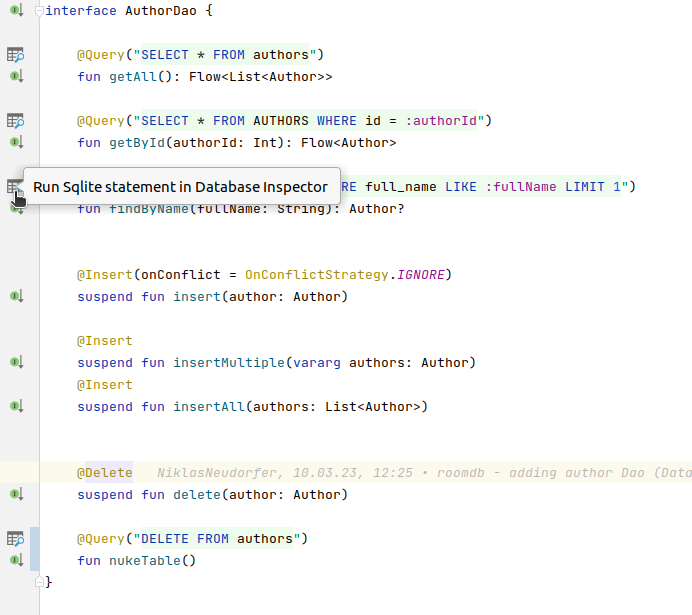 interface AuthorDao {
@Query("SELECT * FROM authors")
fun getAll(): Flow<List<Author>>
@Query("SELECT * FROM AUTHORS WHERE id = :authorId")
fun getById(authorId: Int): Flow<Author>
Run Sqlite statement in Database Inspector
RE full_name LIKE :fullName LIMIT 1")
fun findByName(fullName: String): Author?
@Insert(onConflict = OnConflictStrategy.IGNORE)
suspend fun insert(author: Author)
@Insert
suspend fun insertMultiple(vararg authors: Author)
@Insert
suspend fun insertAll(authors: List<Author>)
@Delete NiklasNeudorfer, 10.03.23, 12:25 • roomdb - adding author Dao (Data
suspend fun delete(author: Author)
@Query("DELETE FROM authors")
fun nukeTable()
}